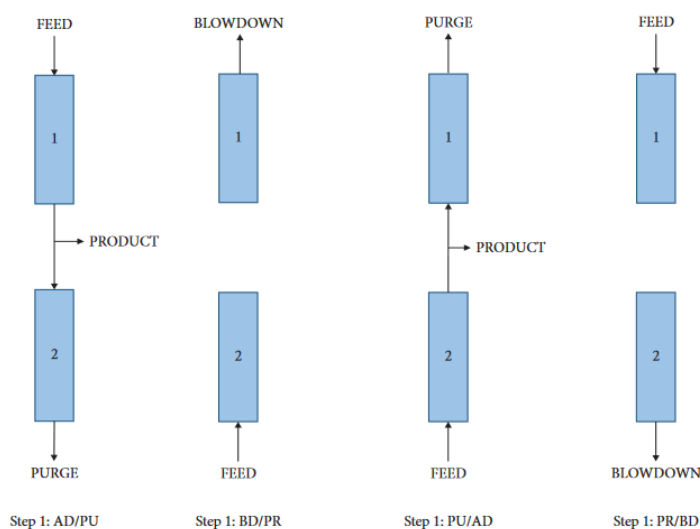 FEED
BLOWDOWN
PURGE
FEED
1
1
1
1
PRODUCT
PRODUCT
2
2
2
2
PURGE
FEED
FEED
BLOWDOWN
Step 1: AD/PU
Step 1: BD/PR
Step 1: PU/AD
Step 1: PR/BD